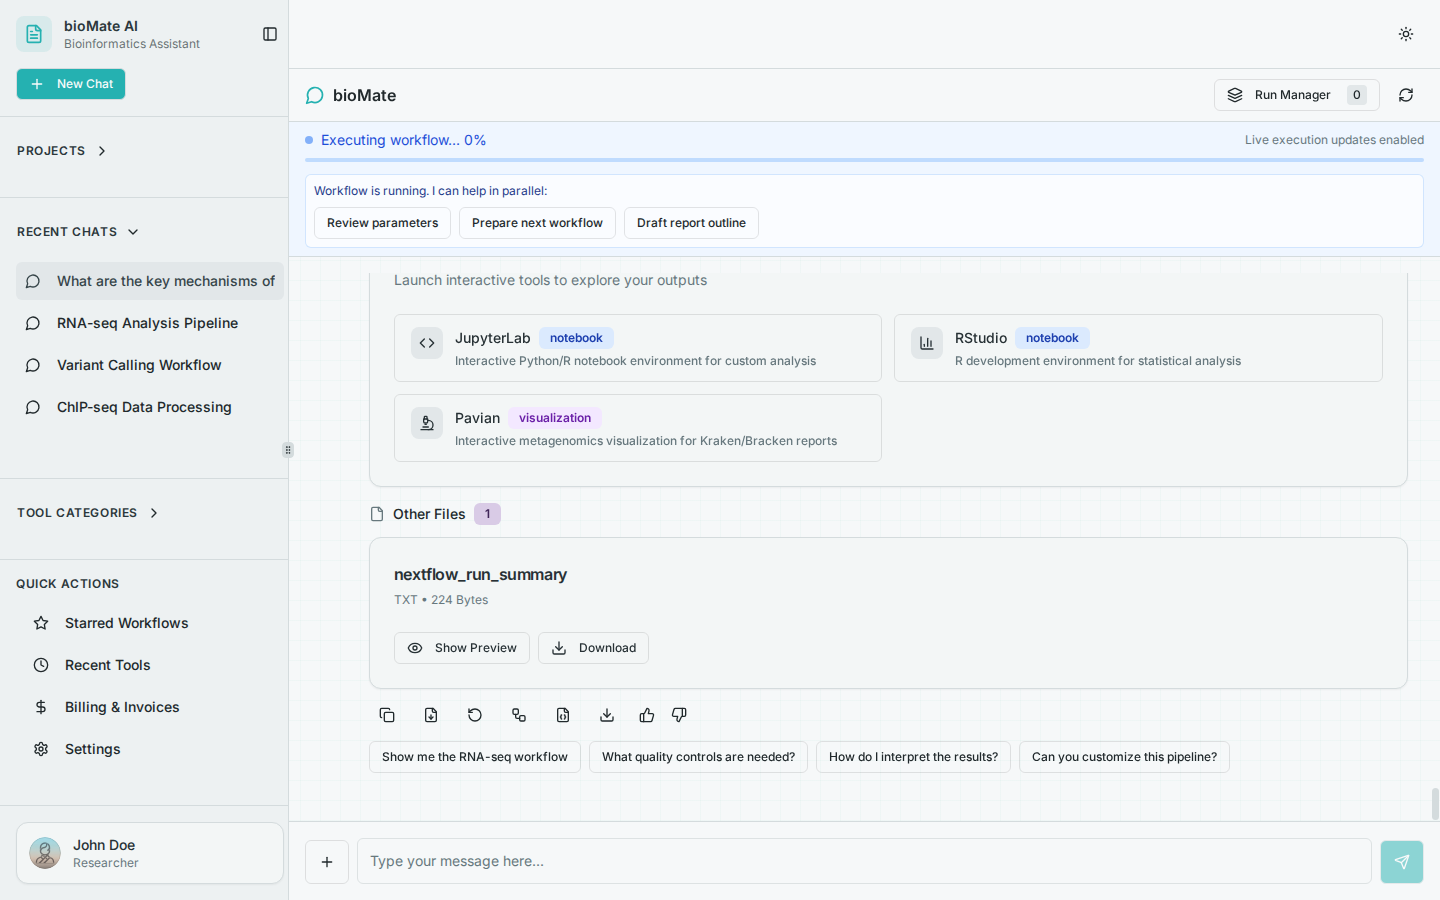 bioMate AI
Bioinformatics Assistant
New Chat
PROJECTS
RECENT CHATS
What are the key mechanisms of
RNA-seq Analysis Pipeline
Variant Calling Workflow
ChIP-seq Data Processing
TOOL CATEGORIES
QUICK ACTIONS
Starred Workflows
Recent Tools
Billing & Invoices
Settings
John Doe
Researcher
bioMate
Run Manager 0
Executing workflow... 0%
Live execution updates enabled
Workflow is running. I can help in parallel:
Review parameters
Prepare next workflow
Draft report outline
Launch interactive tools to explore your outputs
JupyterLab notebook
Interactive Python/R notebook environment for custom analysis
RStudio notebook
R development environment for statistical analysis
Pavian visualization
Interactive metagenomics visualization for Kraken/Bracken reports
Other Files 1
nextflow_run_summary
TXT • 224 Bytes
Show Preview
Download
Show me the RNA-seq workflow
What quality controls are needed?
How do I interpret the results?
Can you customize this pipeline?
Type your message here...